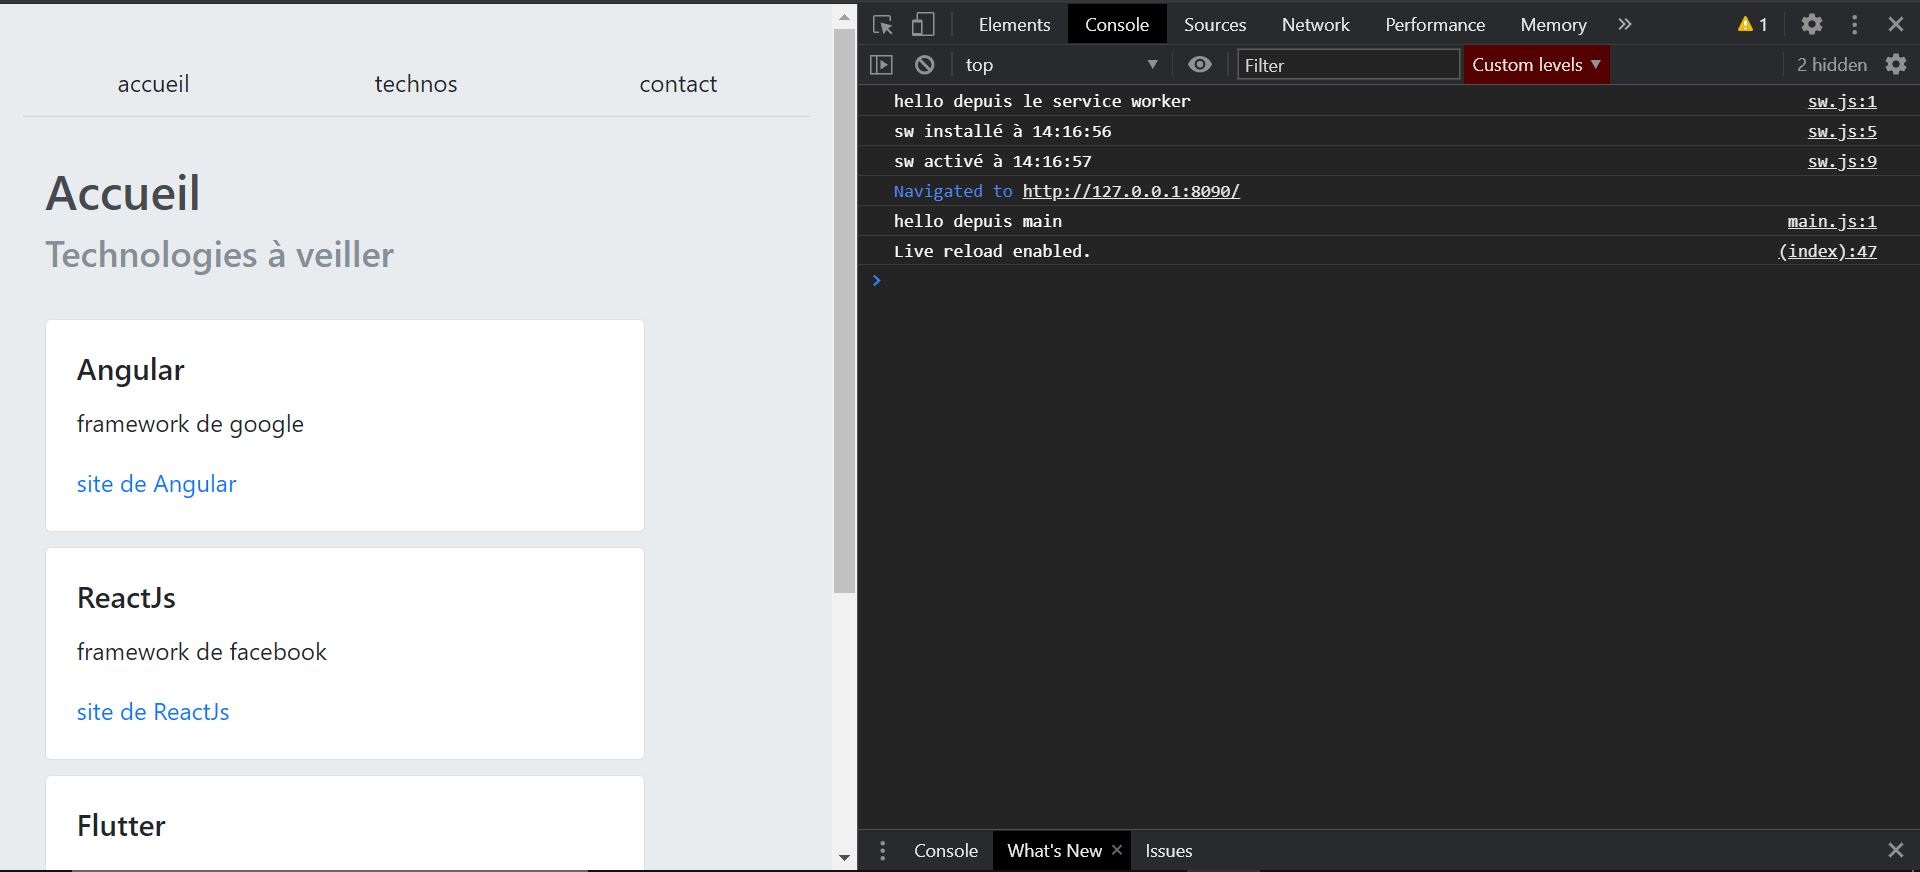 accueil technos contact
Accueil
Technologies à veiller
Angular
framework de google
site de Angular
ReactJs
framework de facebook
site de ReactJs
Flutter
Elements Console Sources Network Performance Memory 1
top Filter Custom levels 2 hidden
hello depuis le service worker sw.js:1
sw installé à 14:16:56 sw.js:5
sw activé à 14:16:57 sw.js:9
Navigated to http://127.0.0.1:8090/
hello depuis main main.js:1
Live reload enabled. (index):47
Console What's New Issues